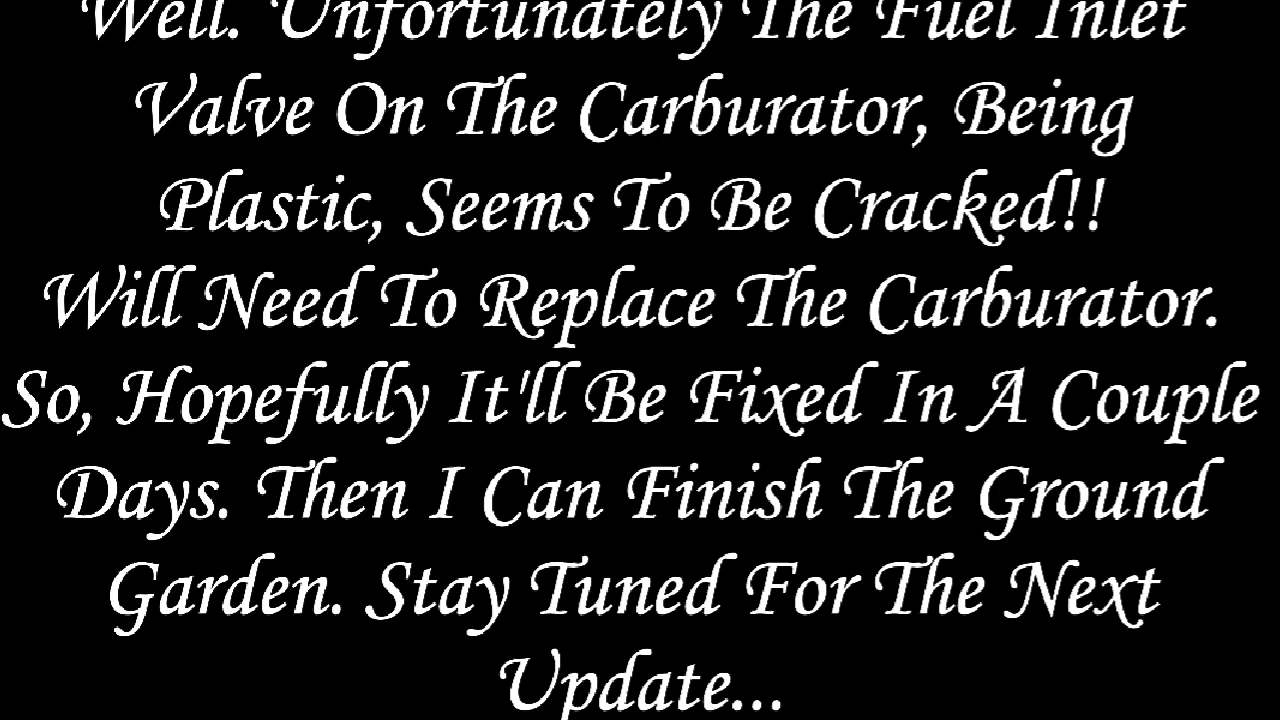 Well. Unfortunately The Fuel Inlet
Valve On The Carburator, Being
Plastic, Seems To Be Cracked!!
Will Need To Replace The Carburator.
So, Hopefully It'll Be Fixed In A Couple
Days. Then I Can Finish The Ground
Garden. Stay Tuned For The Next
Update...